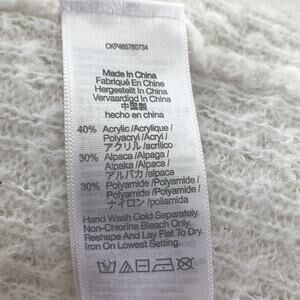 CKP465780734
Made In China
Fabriqué En Chine
Hergestellt In China
Vervaardigd In China
中国製
hecho en china
40% Acrylic /Acrylique /
Polyacryl /Acryl /
アクリル /acrílico
30% Alpaca /Alpaga /
Alpaka /Alpaca /
アルパカ /alpaca
30% Polyamide /Polyamide /
Polyamid /Polyamide /
ナイロン /poliamida
Hand Wash Cold Separately.
Non-Chlorine Bleach Only.
Reshape And Lay Flat To Dry.
Iron On Lowest Setting.